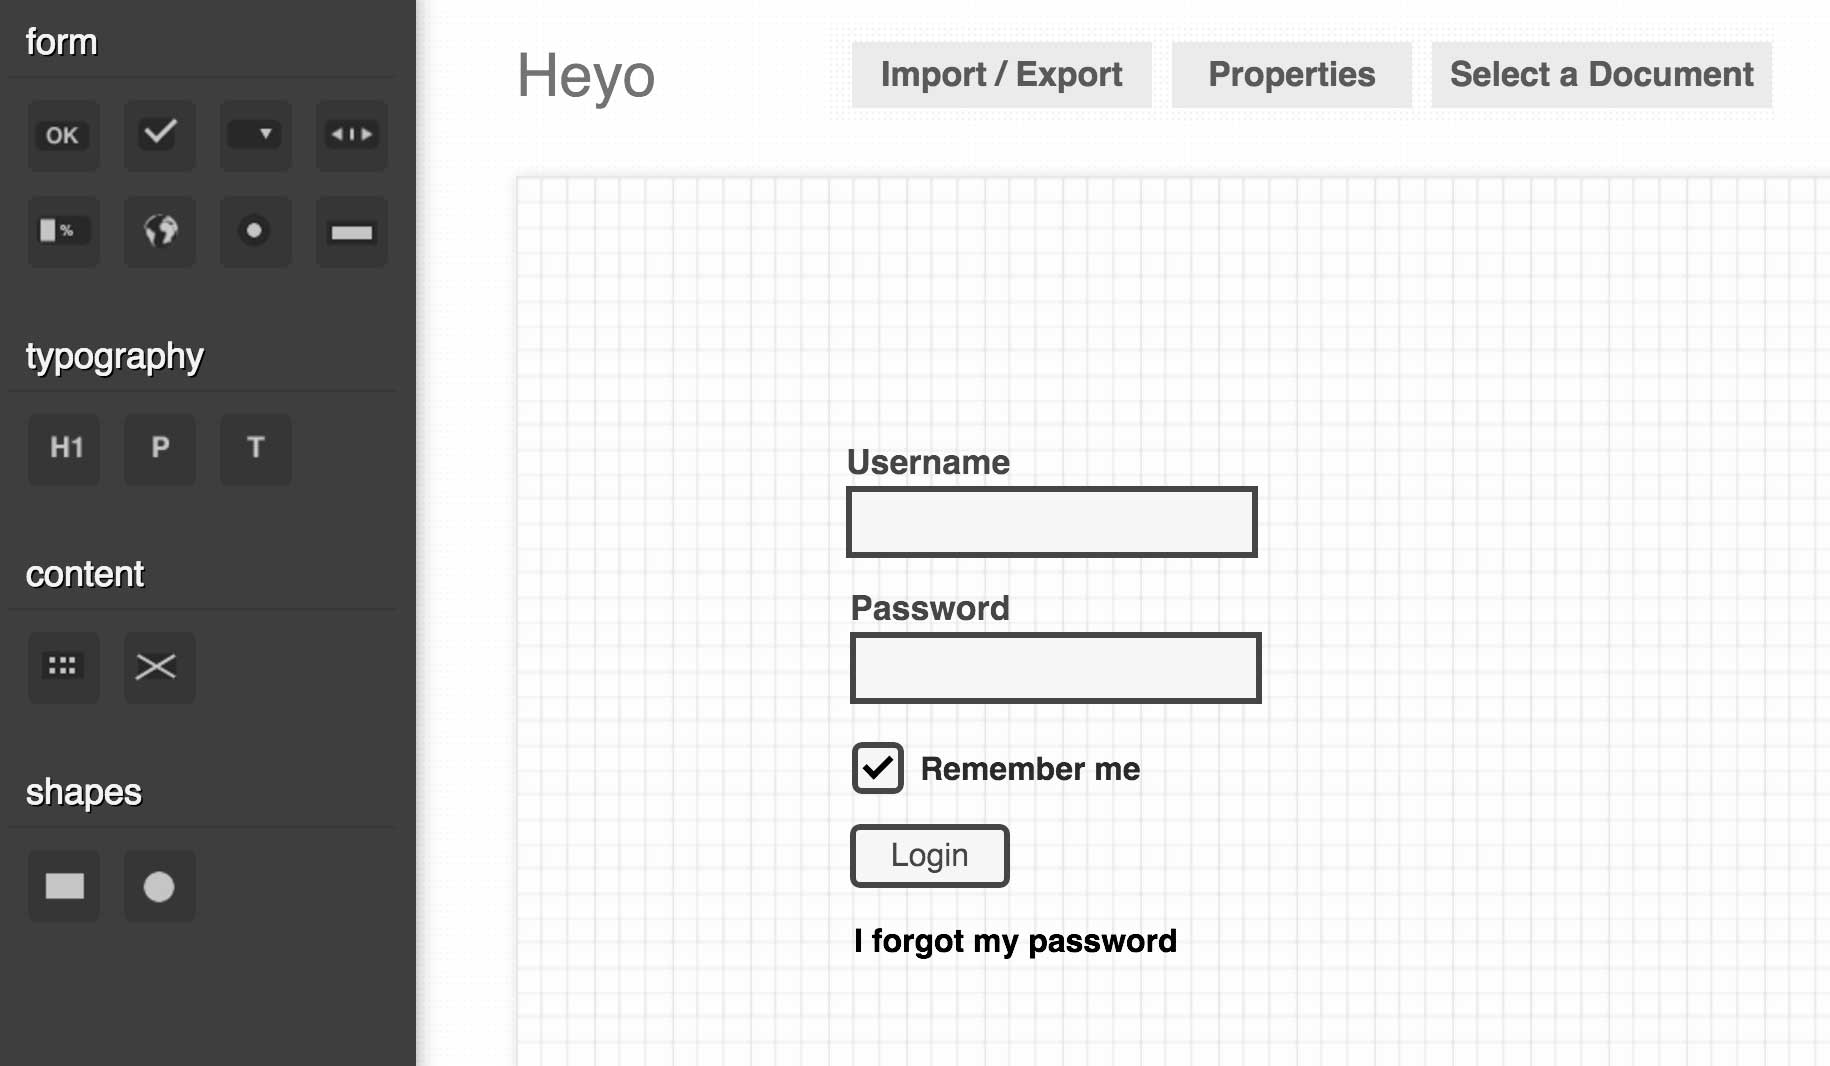 form
OK
%
typography
H1 P T
content
shapes
Heyo
Import / Export Properties Select a Document
Username
Password
Remember me
Login
I forgot my password